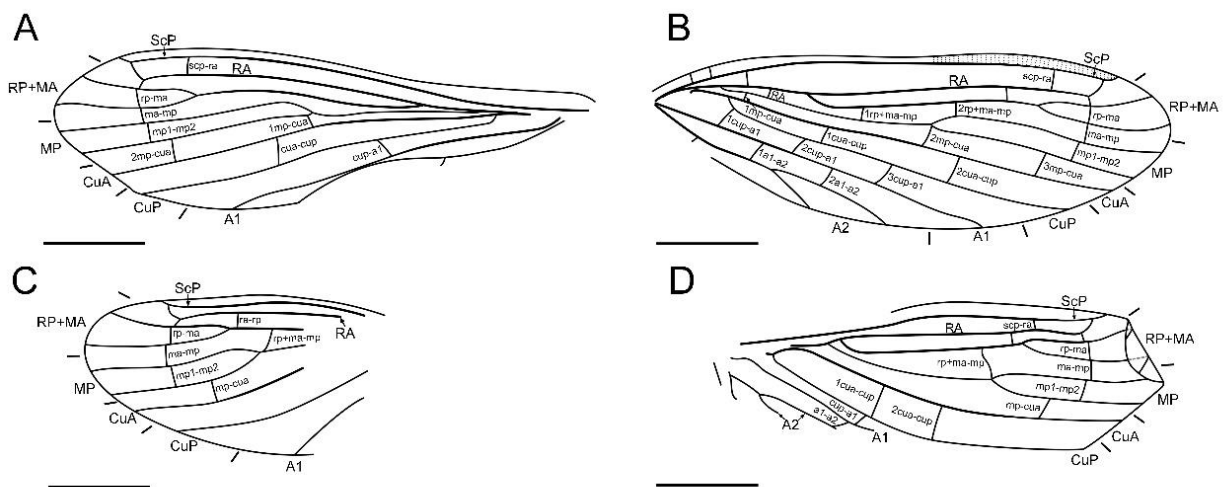 A
ScP
scp-ra
RA
RP+MA
rp-ma
ma-mp
MP
mp1-mp2
1mp-cua
2mp-cua
cua-cup
cup-a1
CuA
CuP
A1
B
ScP
scp-ra
RA
RA
RP+MA
1mp-cua
1rp+ma-mp
2rp+ma-mp
rp-ma
ma-mp
mp1-mp2
1cup-a1
1cua-cup
2mp-cua
3mp-cua
MP
1a1-a2
2cup-a1
2cua-cup
2a1-a2
3cup-a1
CuA
CuP
A2
A1
C
ScP
ra-rp
RA
RP+MA
rp-ma
rp+ma-mp
ma-mp
MP
mp1-mp2
mp-cua
CuA
CuP
A1
D
ScP
scp-ra
RA
RP+MA
rp-ma
rp+ma-mp
ma-mp
mp1-mp2
MP
1cua-cup
cup-a1
2cua-cup
mp-cua
a1-a2
A2
A1
CuA
CuP